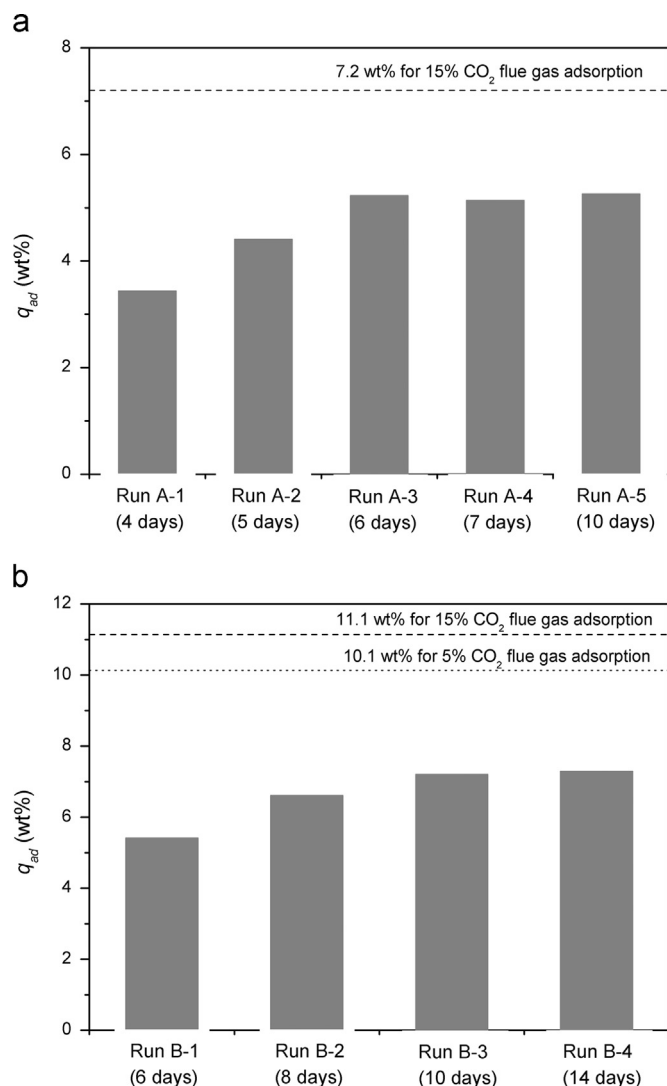 a
8
7.2 wt% for 15% CO₂ flue gas adsorption
6
4
2
0
q_ad (wt%)
Run A-1 Run A-2 Run A-3 Run A-4 Run A-5
(4 days) (5 days) (6 days) (7 days) (10 days)
b
12
11.1 wt% for 15% CO₂ flue gas adsorption
10.1 wt% for 5% CO₂ flue gas adsorption
10
8
6
4
2
0
q_ad (wt%)
Run B-1 Run B-2 Run B-3 Run B-4
(6 days) (8 days) (10 days) (14 days)